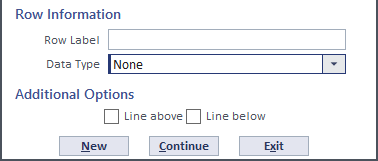 Row Information
Row Label
Data Type None
Additional Options
Line above Line below
New Continue Exit